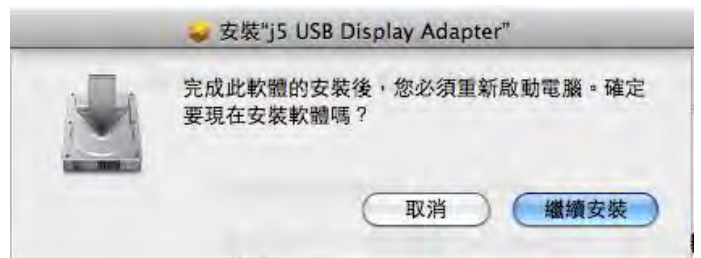 安裝"j5 USB Display Adapter"
完成此軟體的安裝後，您必須重新啟動電腦。確定
要現在安裝軟體嗎？
取消
繼續安裝